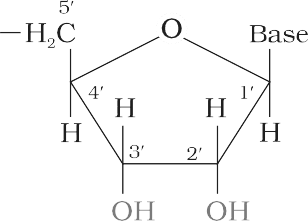 5′
–H₂C O Base
4′ 1′
H H H H
3′ 2′
OH OH